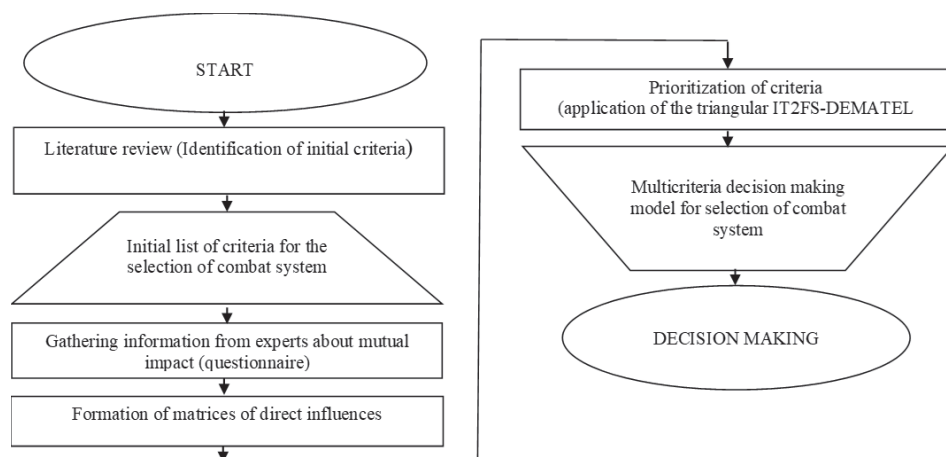 START
Literature review (Identification of initial criteria)
Initial list of criteria for the
selection of combat system
Gathering information from experts about mutual
impact (questionnaire)
Formation of matrices of direct influences
Prioritization of criteria
(application of the triangular IT2FS-DEMATEL
Multicriteria decision making
model for selection of combat
system
DECISION MAKING